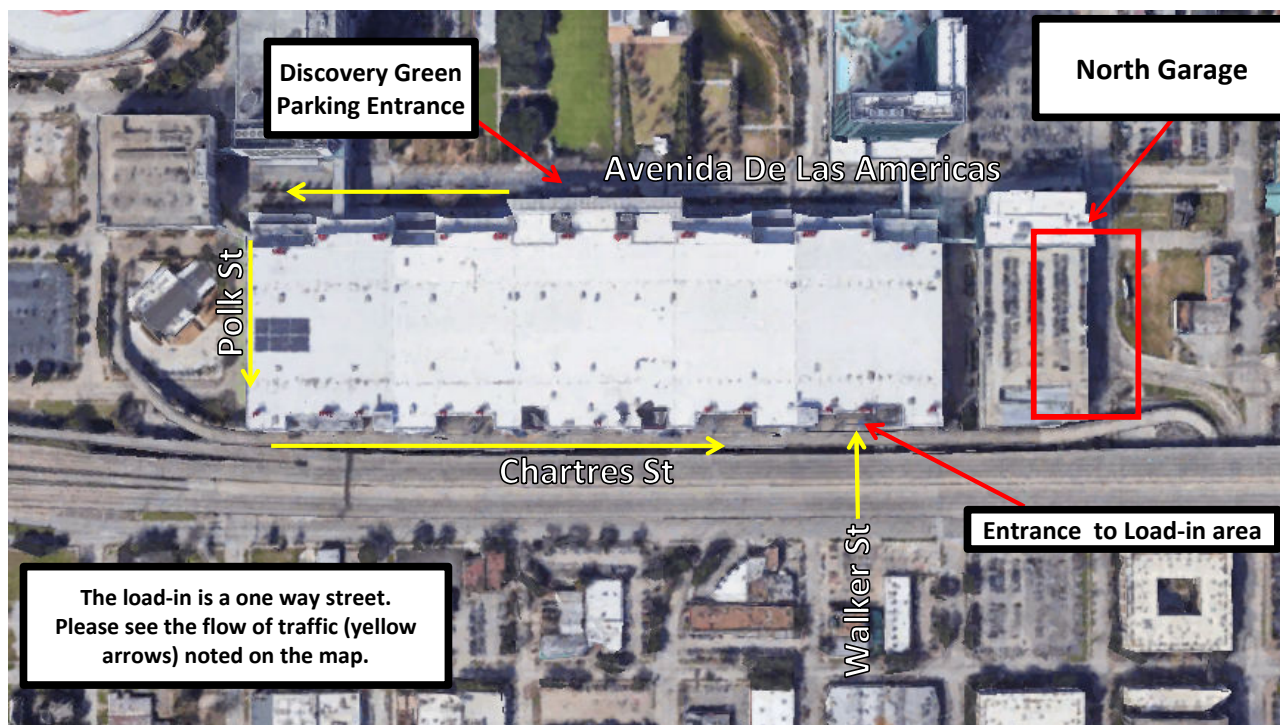 Discovery Green
Parking Entrance
North Garage
Avenida De Las Americas
Polk St
Chartres St
Walker St
Entrance to Load-in area
The load-in is a one way street.
Please see the flow of traffic (yellow
arrows) noted on the map.